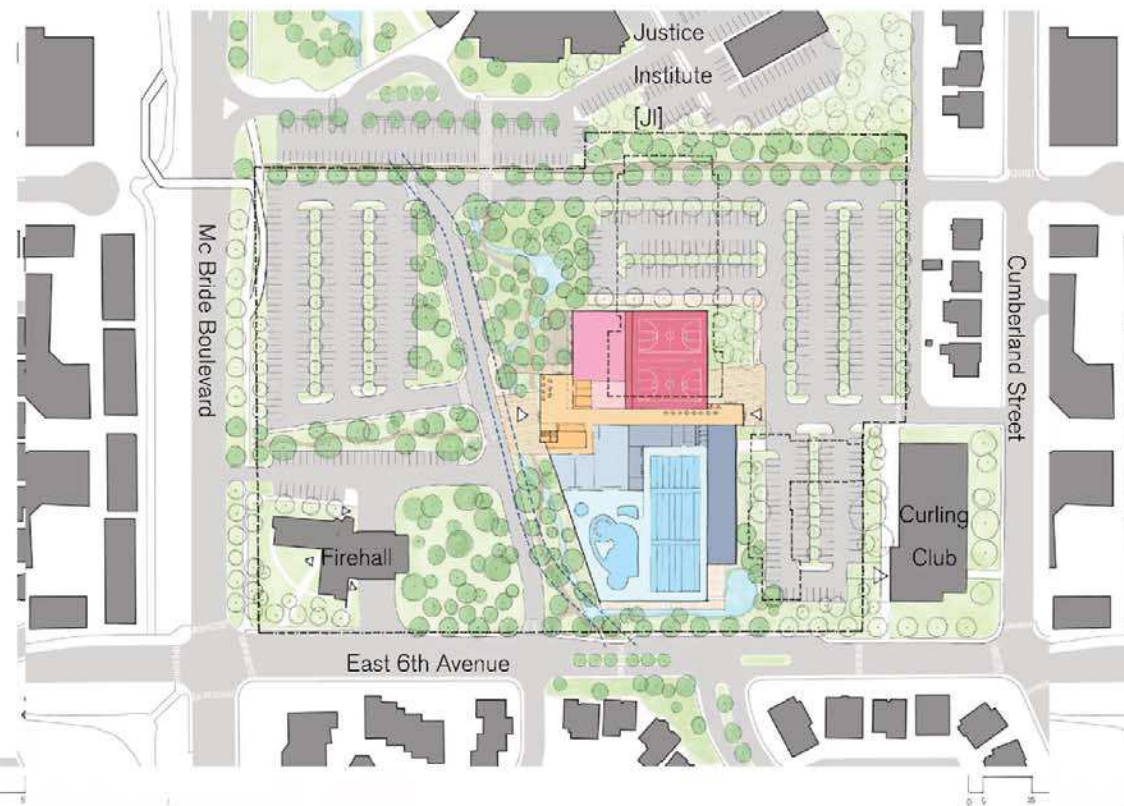 Justice
Institute
[JI]
Mc Bride Boulevard
Cumberland Street
Firehall
Curling
Club
East 6th Avenue